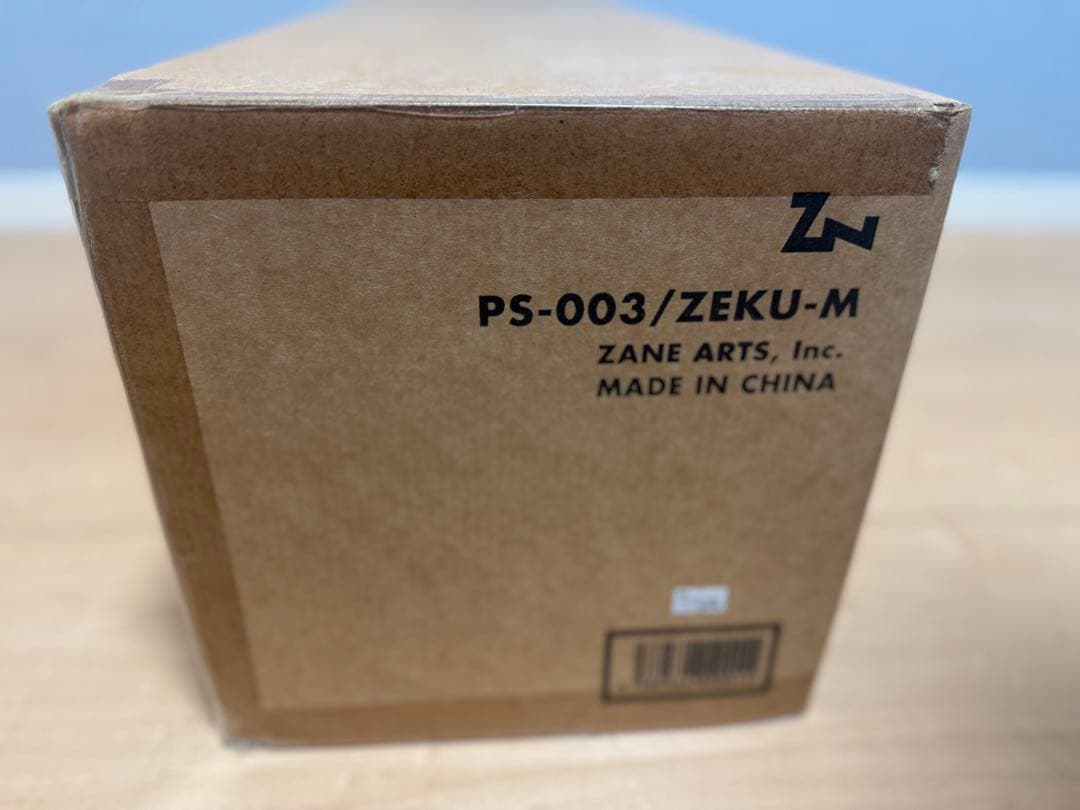 ZN
PS-003/ZEKU-M
ZANE ARTS, Inc.
MADE IN CHINA